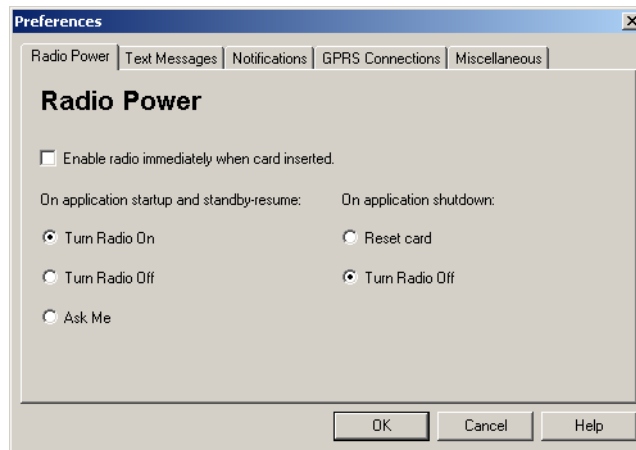 Preferences
Radio Power Text Messages Notifications GPRS Connections Miscellaneous
Radio Power
Enable radio immediately when card inserted.
On application startup and standby-resume: On application shutdown:
Turn Radio On Reset card
Turn Radio Off Turn Radio Off
Ask Me
OK Cancel Help